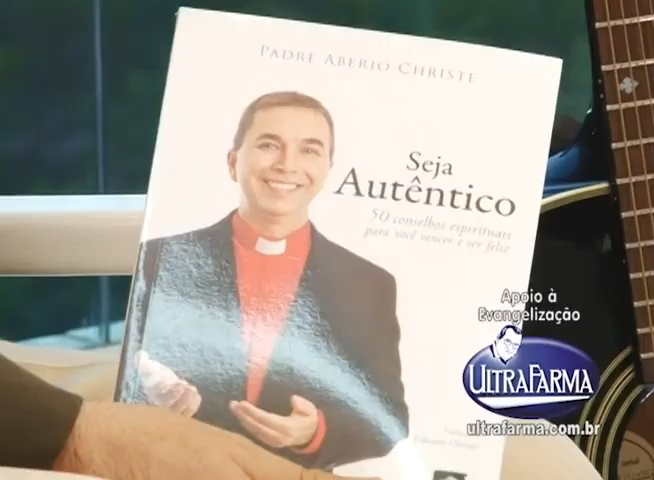 PADRE ABERIO CHRISTE
Seja
Autêntico
50 conselhos espirituais
para você vencer e ser feliz
Apoio à
Evangelização
ULTRAFARMA
ultrafarma.com.br